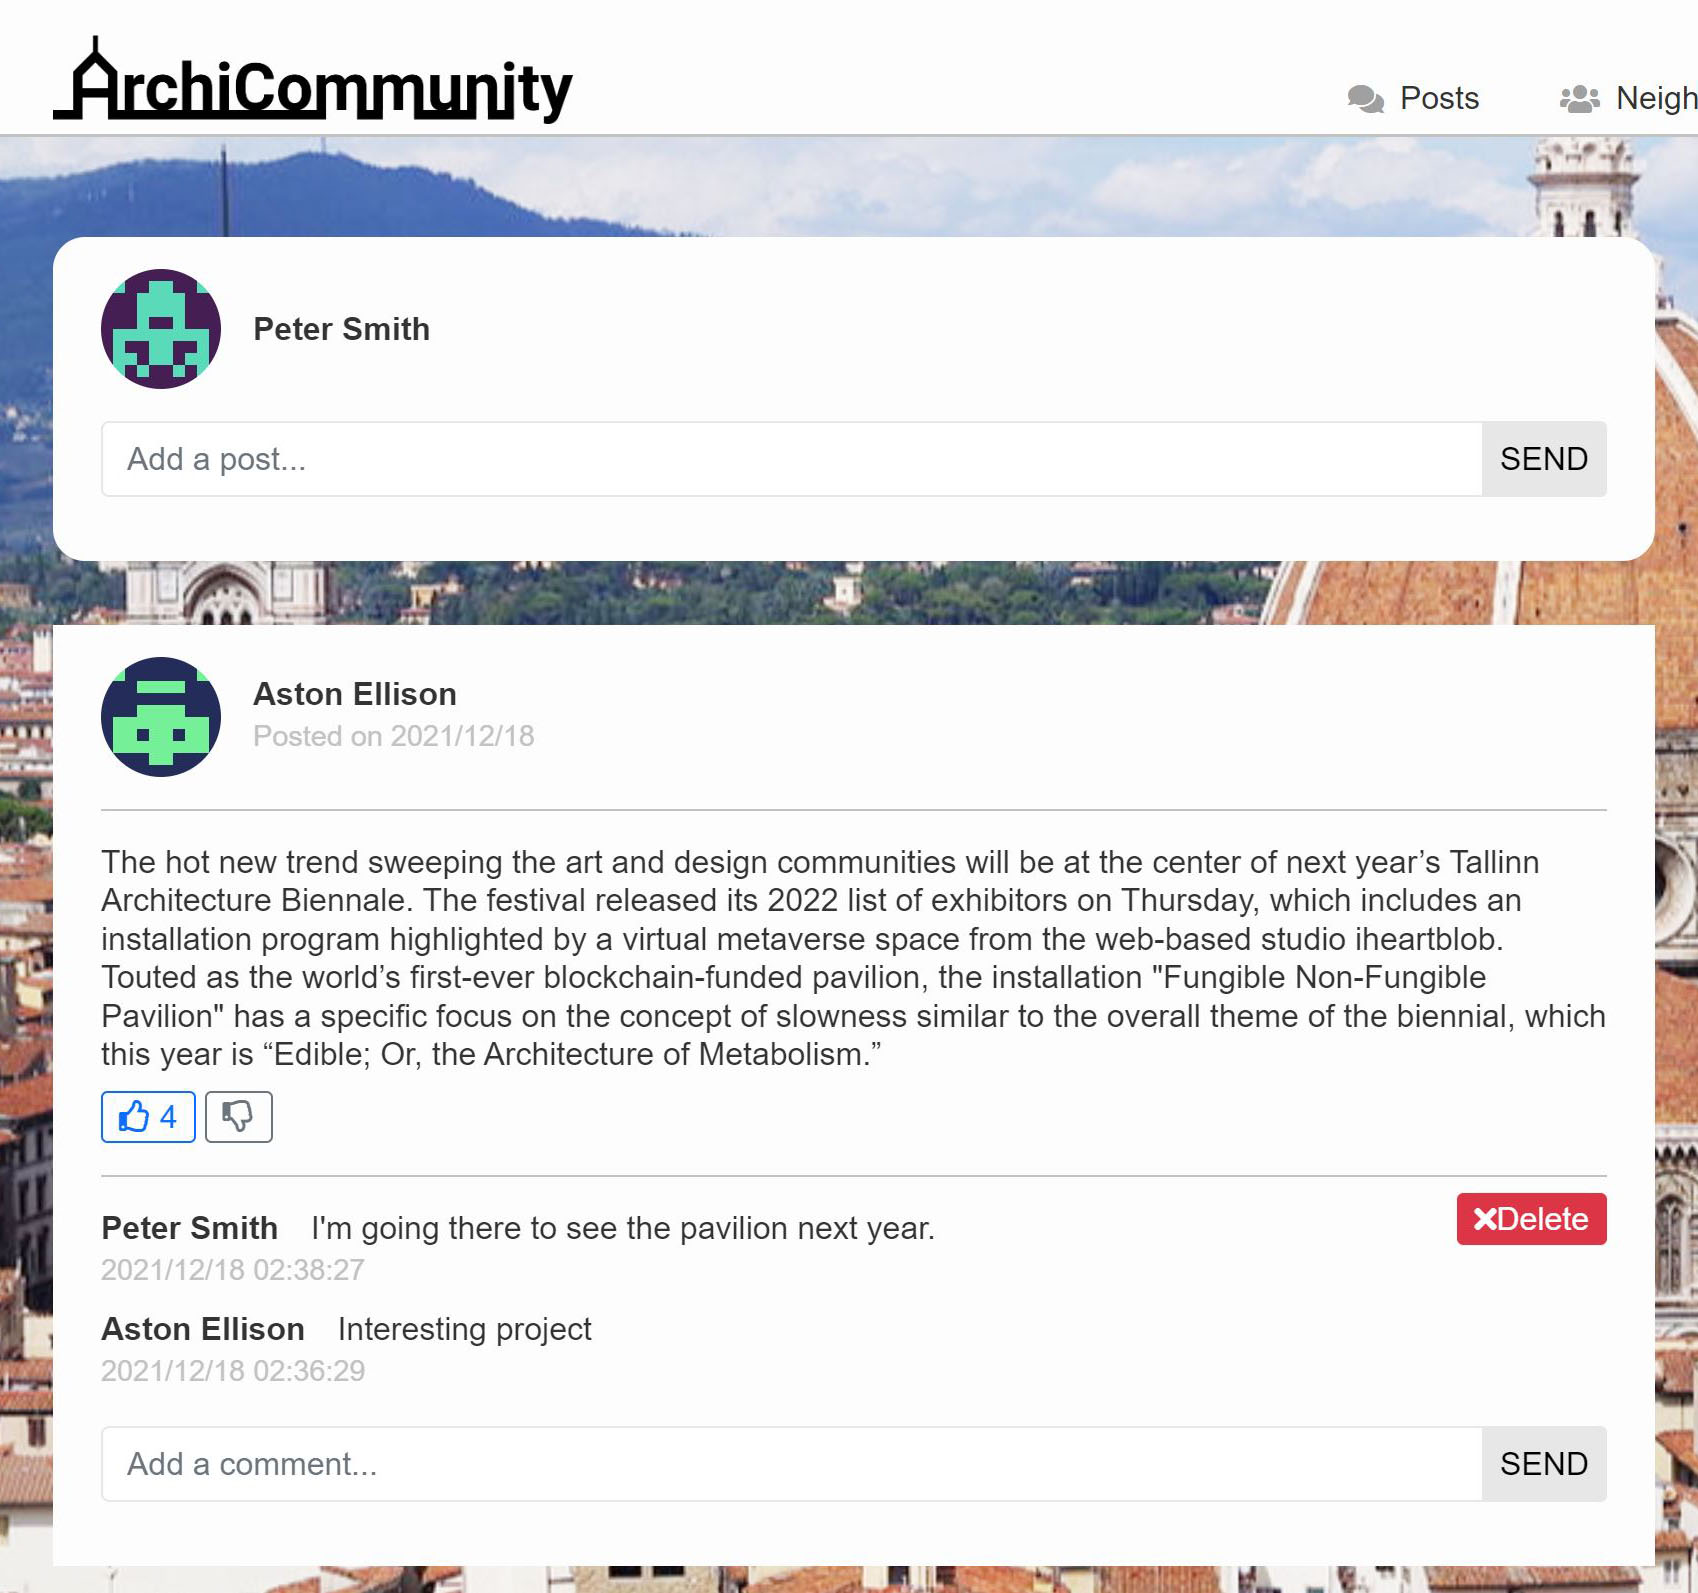 ArchiCommunity
Posts
Neigh
Peter Smith
Add a post...
SEND
Aston Ellison
Posted on 2021/12/18
The hot new trend sweeping the art and design communities will be at the center of next year’s Tallinn
Architecture Biennale. The festival released its 2022 list of exhibitors on Thursday, which includes an
installation program highlighted by a virtual metaverse space from the web-based studio iheartblob.
Touted as the world’s first-ever blockchain-funded pavilion, the installation "Fungible Non-Fungible
Pavilion" has a specific focus on the concept of slowness similar to the overall theme of the biennial, which
this year is “Edible; Or, the Architecture of Metabolism.”
4
Peter Smith I'm going there to see the pavilion next year.
Delete
2021/12/18 02:38:27
Aston Ellison Interesting project
2021/12/18 02:36:29
Add a comment...
SEND